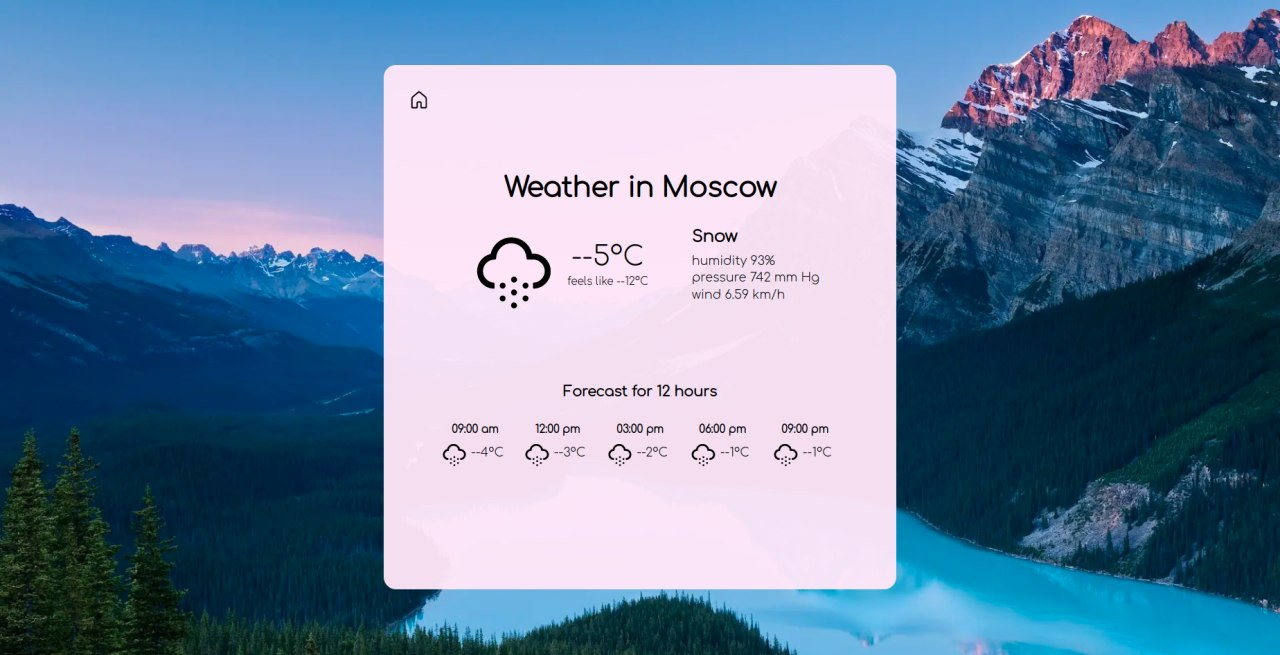 Weather in Moscow
--5°C
feels like --12°C
Snow
humidity 93%
pressure 742 mm Hg
wind 6.59 km/h
Forecast for 12 hours
09:00 am 12:00 pm 03:00 pm 06:00 pm 09:00 pm
--4°C --3°C --2°C --1°C --1°C